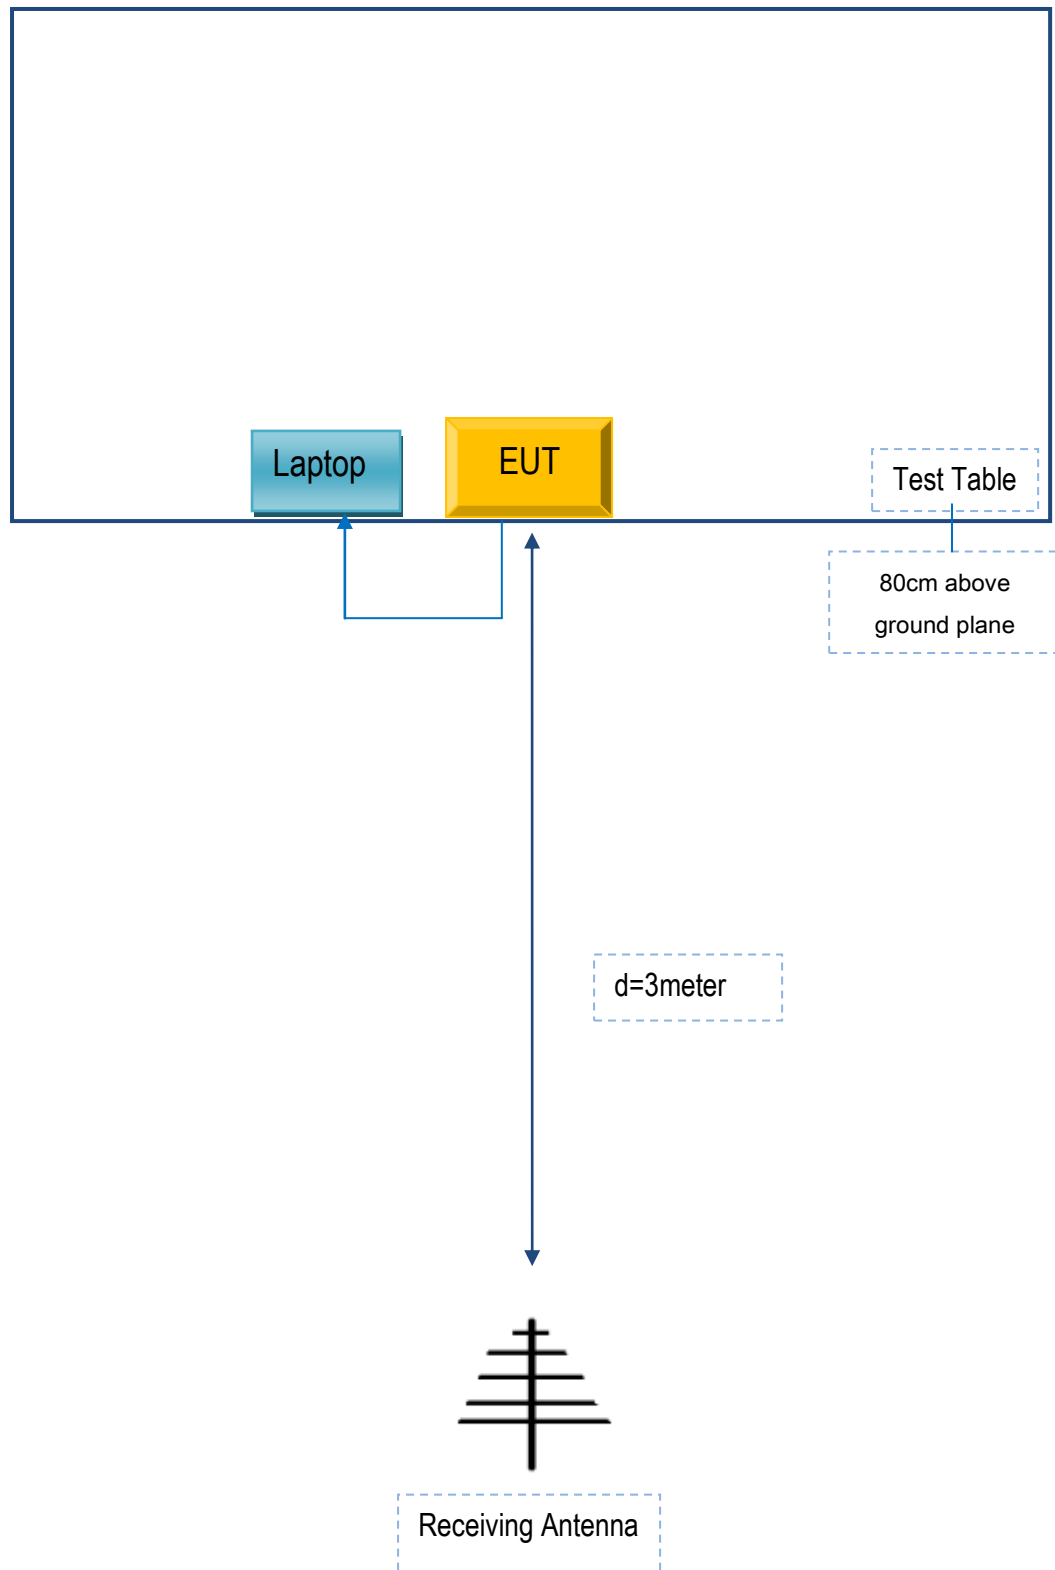 Laptop
EUT
Test Table
80cm above
ground plane
d=3meter
Receiving Antenna